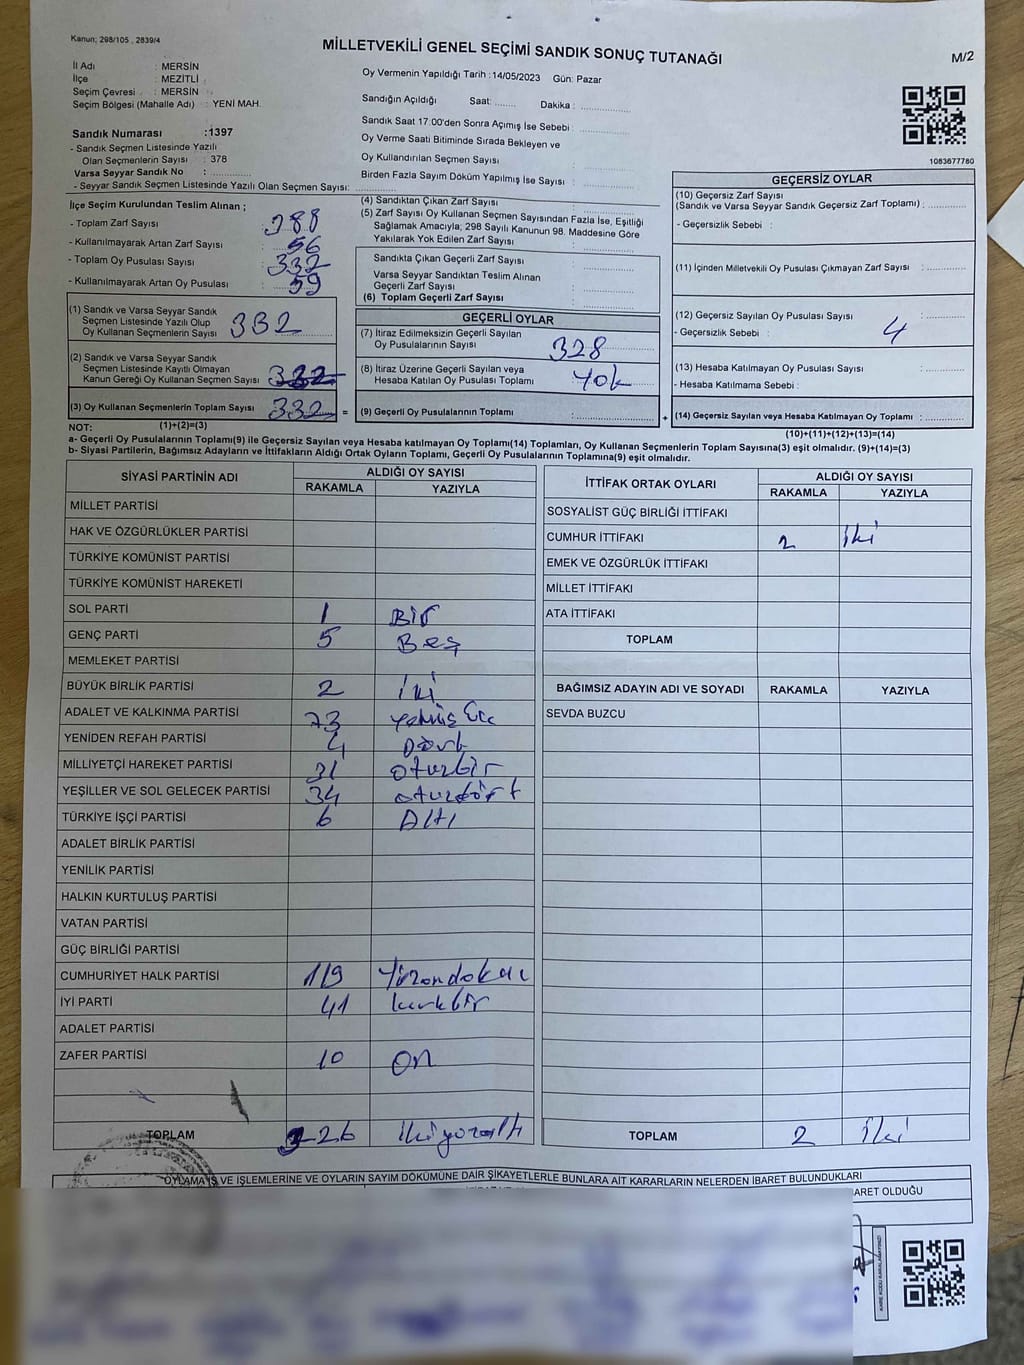 Kanun; 298/105 , 2839/4
MİLLETVEKİLİ GENEL SEÇİMİ SANDIK SONUÇ TUTANAĞI
M/2
İl Adı : MERSİN
İlçe : MEZİTLİ
Seçim Çevresi : MERSİN
Seçim Bölgesi (Mahalle Adı) : YENİ MAH.
Sandık Numarası :1397
- Sandık Seçmen Listesinde Yazılı
Olan Seçmenlerin Sayısı : 378
Varsa Seyyar Sandık No :
- Seyyar Sandık Seçmen Listesinde Yazılı Olan Seçmen Sayısı:
Oy Vermenin Yapıldığı Tarih :14/05/2023 Gün: Pazar
Sandığın Açıldığı Saat: Dakika :
Sandık Saat 17:00'den Sonra Açımış İse Sebebi :
Oy Verme Saati Bitiminde Sırada Bekleyen ve
Oy Kullandırılan Seçmen Sayısı :
Birden Fazla Sayım Döküm Yapılmış İse Sayısı :
1083677780
İlçe Seçim Kurulundan Teslim Alınan ;
- Toplam Zarf Sayısı : 388
- Kullanılmayarak Artan Zarf Sayısı : 56
- Toplam Oy Pusulası Sayısı : 332
- Kullanılmayarak Artan Oy Pusulası : 59
(1) Sandık ve Varsa Seyyar Sandık
Seçmen Listesinde Yazılı Olup
Oy Kullanan Seçmenlerin Sayısı : 332
(2) Sandık ve Varsa Seyyar Sandık
Seçmen Listesinde Kayıtlı Olmayan
Kanun Gereği Oy Kullanan Seçmen Sayısı : 332
(3) Oy Kullanan Seçmenlerin Toplam Sayısı : 332 =
(1)+(2)=(3)
(4) Sandıktan Çıkan Zarf Sayısı :
(5) Zarf Sayısı Oy Kullanan Seçmen Sayısından Fazla İse, Eşitliği
Sağlamak Amacıyla; 298 Sayılı Kanunun 98. Maddesine Göre
Yakılarak Yok Edilen Zarf Sayısı :
Sandıkta Çıkan Geçerli Zarf Sayısı :
Varsa Seyyar Sandıktan Teslim Alınan
Geçerli Zarf Sayısı :
(6) Toplam Geçerli Zarf Sayısı :
GEÇERLİ OYLAR
(7) İtiraz Edilmeksizin Geçerli Sayılan
Oy Pusulalarının Sayısı : 328
(8) İtiraz Üzerine Geçerli Sayılan veya
Hesaba Katılan Oy Pusulası Toplamı : Yok
(9) Geçerli Oy Pusulalarının Toplamı : +
GEÇERSİZ OYLAR
(10) Geçersiz Zarf Sayısı
(Sandık ve Varsa Seyyar Sandık Geçersiz Zarf Toplamı) :
- Geçersizlik Sebebi :
(11) İçinden Milletvekili Oy Pusulası Çıkmayan Zarf Sayısı :
(12) Geçersiz Sayılan Oy Pusulası Sayısı :
- Geçersizlik Sebebi : 4
(13) Hesaba Katılmayan Oy Pusulası Sayısı :
- Hesaba Katılmama Sebebi :
(14) Geçersiz Sayılan veya Hesaba Katılmayan Oy Toplamı :
(10)+(11)+(12)+(13)=(14)
NOT:
a- Geçerli Oy Pusulalarının Toplamı(9) ile Geçersiz Sayılan veya Hesaba katılmayan Oy Toplamı(14) Toplamları, Oy Kullanan Seçmenlerin Toplam Sayısına(3) eşit olmalıdır. (9)+(14)=(3)
b- Siyasi Partilerin, Bağımsız Adayların ve İttifakların Aldığı Ortak Oyların Toplamı, Geçerli Oy Pusulalarının Toplamına(9) eşit olmalıdır.
SİYASİ PARTİNİN ADI ALDIĞI OY SAYISI
RAKAMLA YAZIYLA
MİLLET PARTİSİ
HAK VE ÖZGÜRLÜKLER PARTİSİ
TÜRKİYE KOMÜNİST PARTİSİ
TÜRKİYE KOMÜNİST HAREKETİ
SOL PARTİ 1 Bir
GENÇ PARTİ 5 Beş
MEMLEKET PARTİSİ
BÜYÜK BİRLİK PARTİSİ 2 iki
ADALET VE KALKINMA PARTİSİ 73 yetmiş üç
YENİDEN REFAH PARTİSİ 4 Dört
MİLLİYETÇİ HAREKET PARTİSİ 31 oturbir
YEŞİLLER VE SOL GELECEK PARTİSİ 34 oturdört
TÜRKİYE İŞÇİ PARTİSİ 6 Altı
ADALET BİRLİK PARTİSİ
YENİLİK PARTİSİ
HALKIN KURTULUŞ PARTİSİ
VATAN PARTİSİ
GÜÇ BİRLİĞİ PARTİSİ
CUMHURİYET HALK PARTİSİ 119 Yüzondokuz
İYİ PARTİ 41 kırkbir
ADALET PARTİSİ
ZAFER PARTİSİ 10 On
TOPLAM 326 ikiyüzaltı
İTTİFAK ORTAK OYLARI ALDIĞI OY SAYISI
RAKAMLA YAZIYLA
SOSYALİST GÜÇ BİRLİĞİ İTTİFAKI
CUMHUR İTTİFAKI 2 iki
EMEK VE ÖZGÜRLÜK İTTİFAKI
MİLLET İTTİFAKI
ATA İTTİFAKI
TOPLAM
BAĞIMSIZ ADAYIN ADI VE SOYADI RAKAMLA YAZIYLA
SEVDA BUZCU
TOPLAM 2 İki
OYLAMA İŞ VE İŞLEMLERİNE VE OYLARIN SAYIM DÖKÜMÜNE DAİR ŞİKAYETLERLE BUNLARA AİT KARARLARIN NELERDEN İBARET BULUNDUKLARI
BARET OLDUĞU
KARE KODU KARALAMAYINIZ!